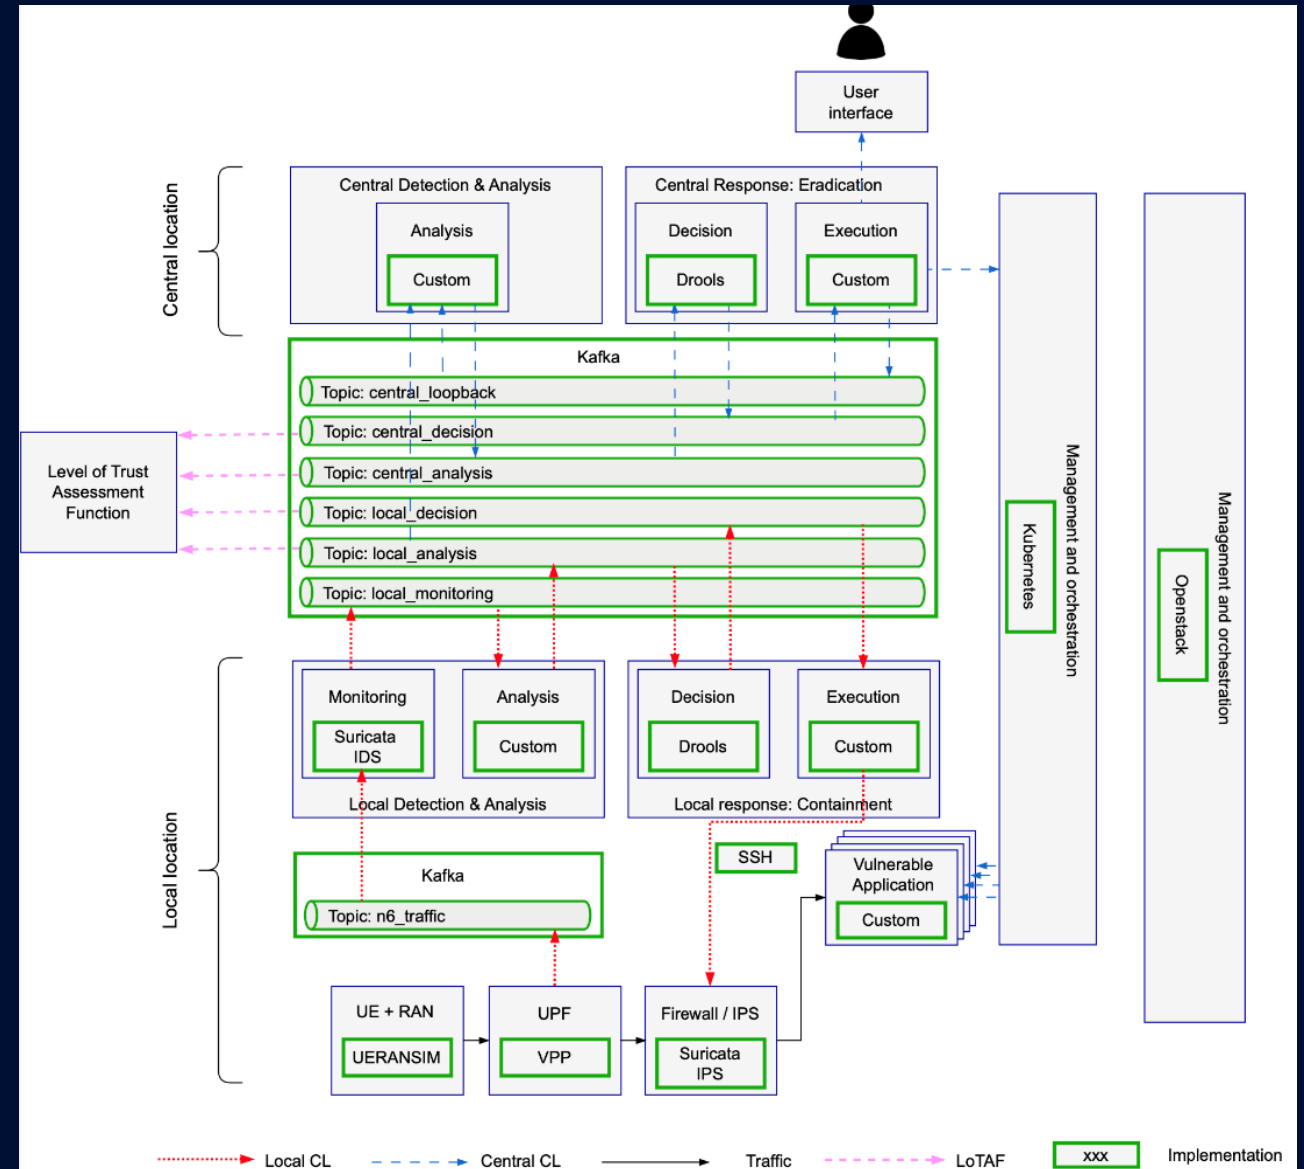 User
interface
Central location
Central Detection & Analysis
Analysis
Custom
Central Response: Eradication
Decision
Drools
Execution
Custom
Kafka
Topic: central_loopback
Topic: central_decision
Topic: central_analysis
Topic: local_decision
Topic: local_analysis
Topic: local_monitoring
Level of Trust
Assessment
Function
Management and orchestration
Kubernetes
Management and orchestration
Openstack
Local location
Monitoring
Suricata
IDS
Analysis
Custom
Local Detection & Analysis
Decision
Drools
Execution
Custom
Local response: Containment
SSH
Vulnerable
Application
Custom
Kafka
Topic: n6_traffic
UE + RAN
UERANSIM
UPF
VPP
Firewall / IPS
Suricata
IPS
Local CL
Central CL
Traffic
LoTAF
xxx
Implementation